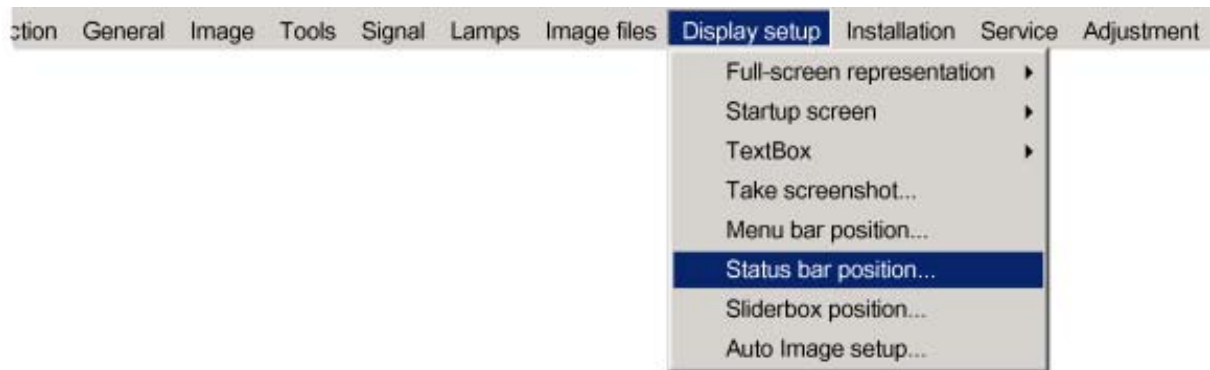 ction General Image Tools Signal Lamps Image files Display setup Installation Service Adjustment
Full-screen representation
Startup screen
TextBox
Take screenshot...
Menu bar position...
Status bar position...
Sliderbox position...
Auto Image setup...